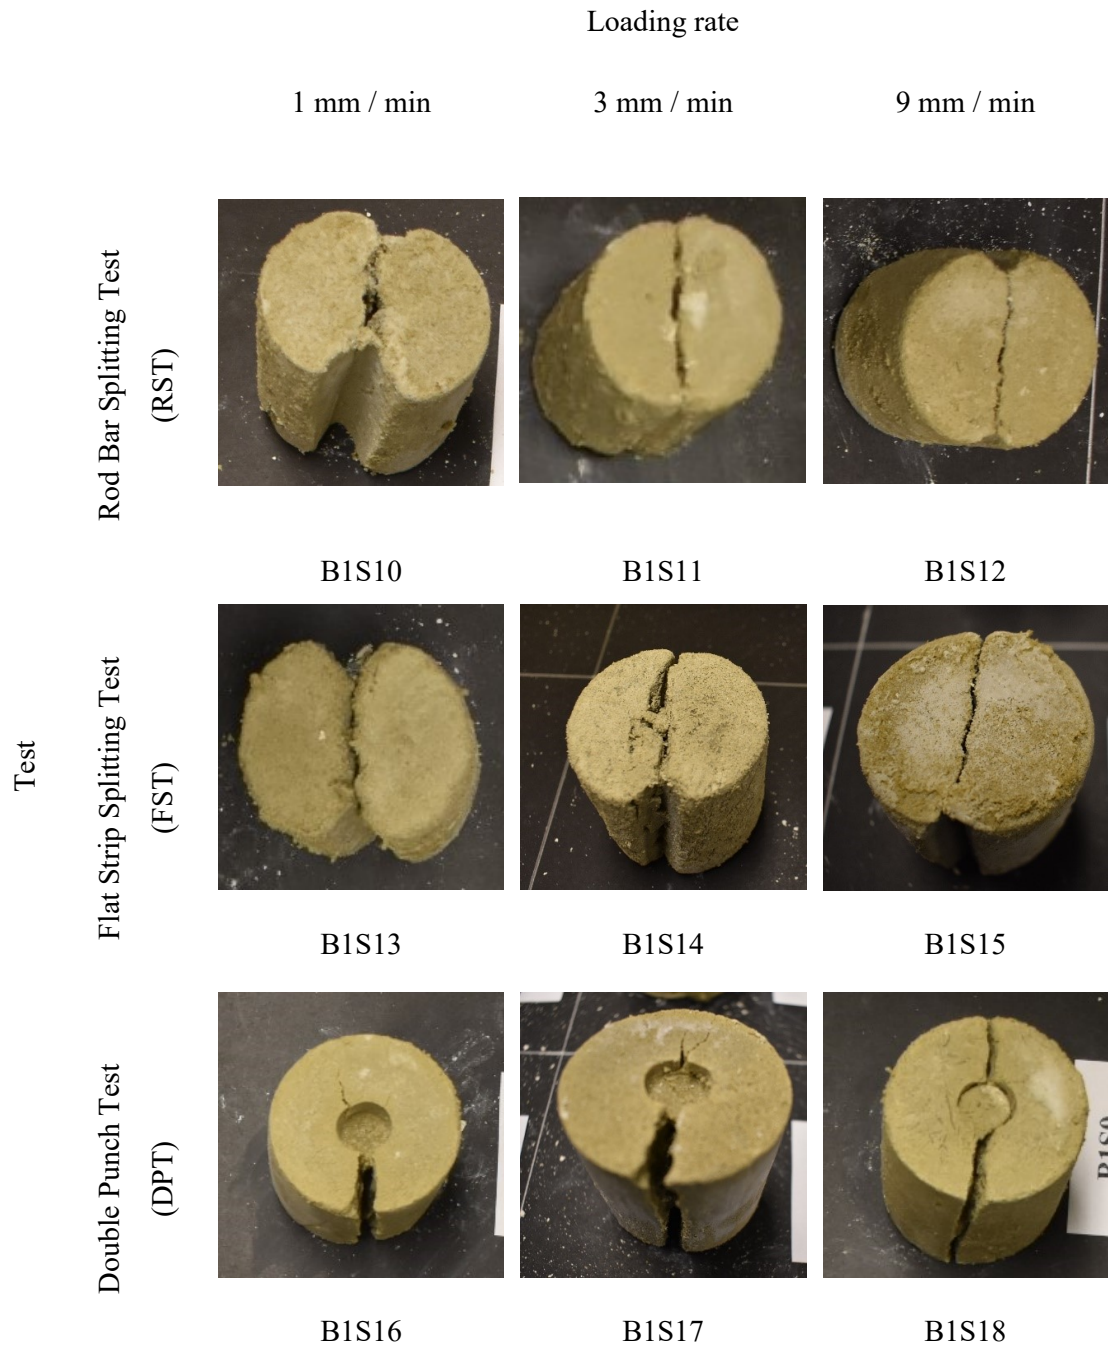 Loading rate
1 mm / min
3 mm / min
9 mm / min
Test
Rod Bar Splitting Test
(RST)
B1S10
B1S11
B1S12
Flat Strip Splitting Test
(FST)
B1S13
B1S14
B1S15
Double Punch Test
(DPT)
B1S9
B1S16
B1S17
B1S18